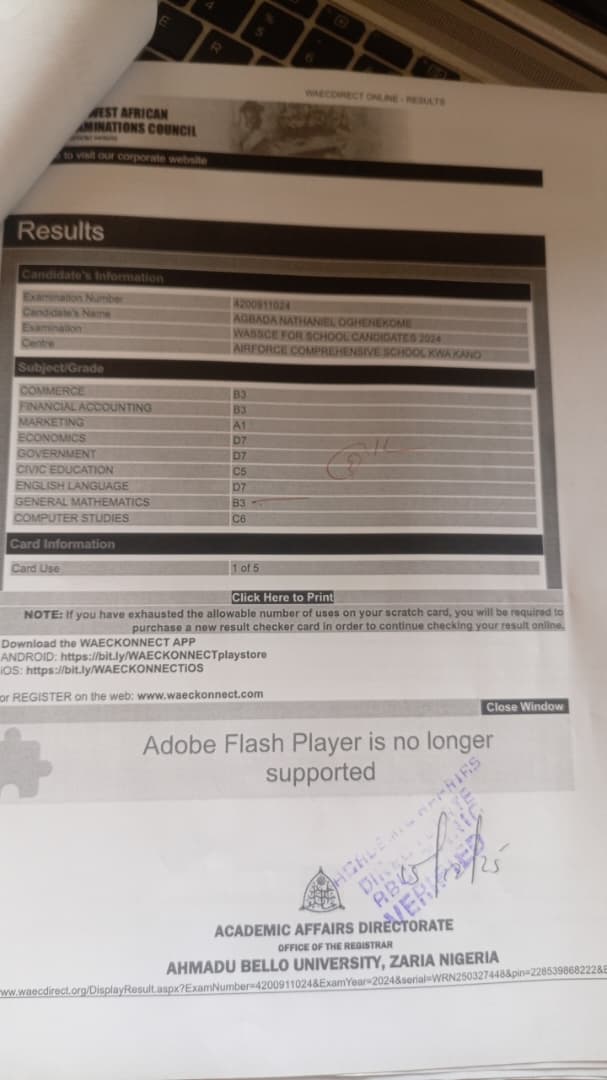 WAECDIRECT ONLINE - RESULTS
WEST AFRICAN
EXAMINATIONS COUNCIL
to visit our corporate website
Results
Candidate's Information
Examination Number 4200911024
Candidate's Name AGBADA NATHANIEL OGHENEKOME
Examination WASSCE FOR SCHOOL CANDIDATES 2024
Centre AIRFORCE COMPREHENSIVE SCHOOL KWA KANO
Subject/Grade
COMMERCE B3
FINANCIAL ACCOUNTING B3
MARKETING A1
ECONOMICS D7
GOVERNMENT D7
CIVIC EDUCATION C5
ENGLISH LANGUAGE D7
GENERAL MATHEMATICS B3
COMPUTER STUDIES C6
Card Information
Card Use 1 of 5
Click Here to Print
NOTE: If you have exhausted the allowable number of uses on your scratch card, you will be required to
purchase a new result checker card in order to continue checking your result online.
Download the WAECKONNECT APP
ANDROID: https://bit.ly/WAECKONNECTplaystore
iOS: https://bit.ly/WAECKONNECTiOS
or REGISTER on the web: www.waeckonnect.com
Close Window
Adobe Flash Player is no longer
supported
ACADEMIC AFFAIRS
VERIFIED
ACADEMIC AFFAIRS DIRECTORATE
OFFICE OF THE REGISTRAR
AHMADU BELLO UNIVERSITY, ZARIA NIGERIA
ww.waecdirect.org/DisplayResult.aspx?ExamNumber=4200911024&ExamYear=2024&serial=WRN250327448&pin=228539868222&E